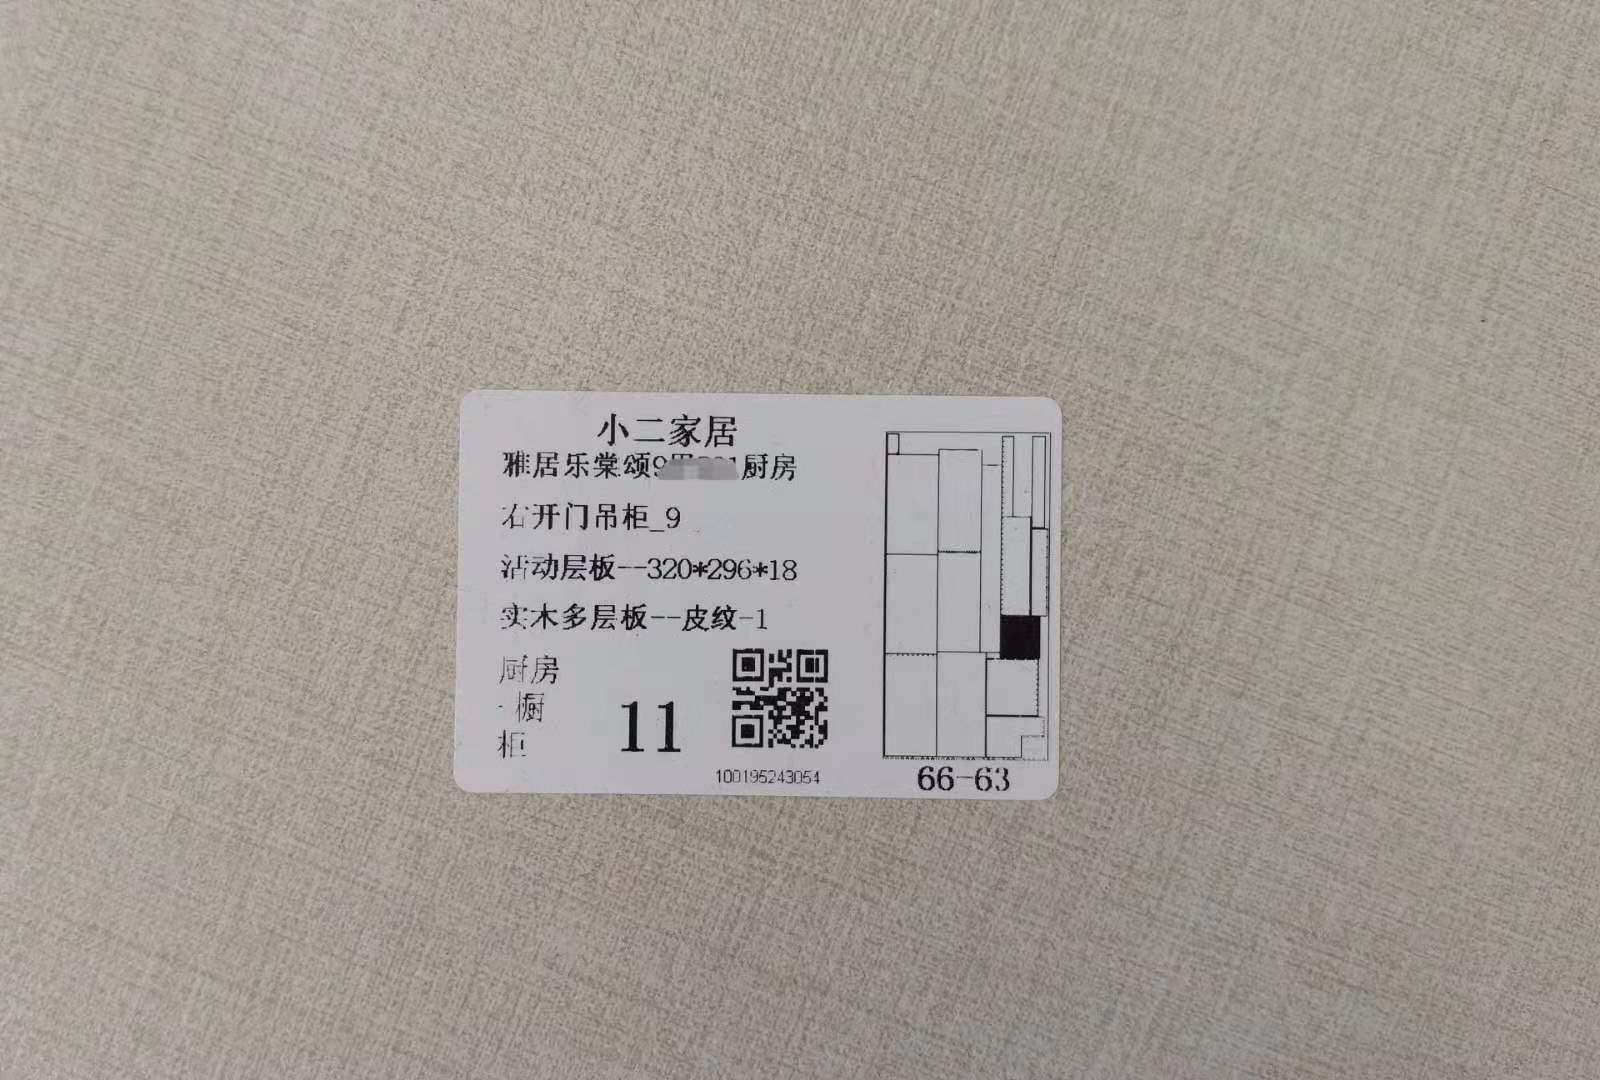 小二家居
雅居乐棠颂9 厨房
右开门吊柜_9
活动层板--320*296*18
实木多层板--皮纹-1
厨房
-橱
柜
11
100195243054
66-63